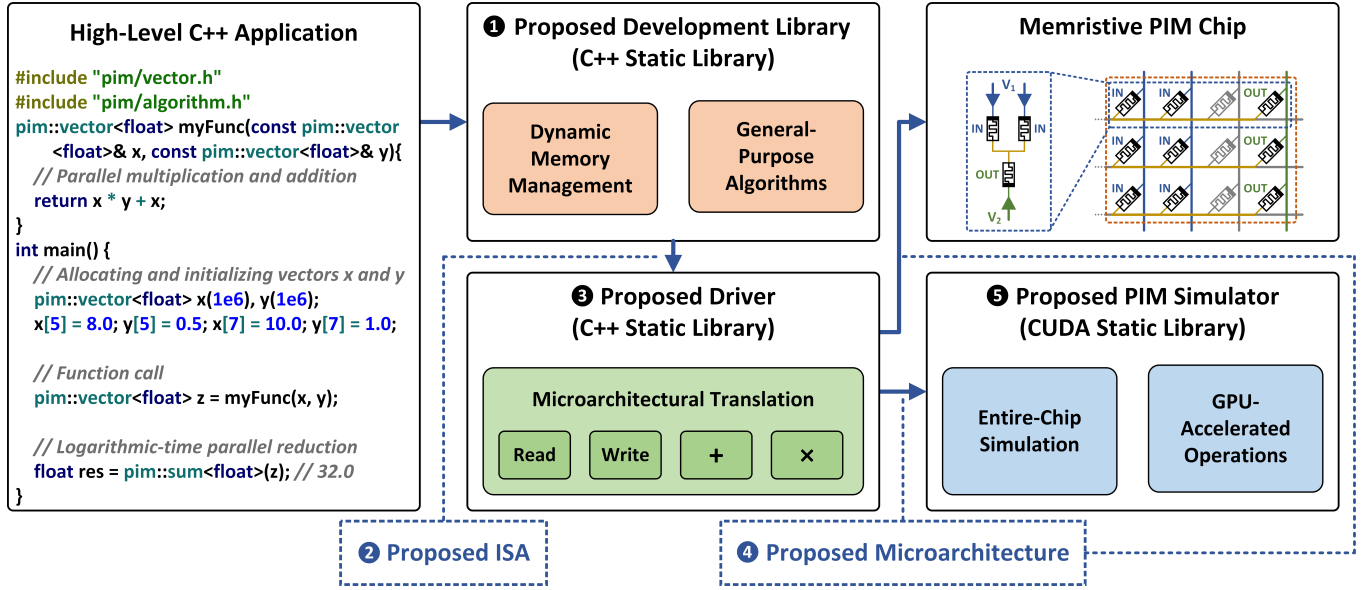 High-Level C++ Application
#include "pim/vector.h"
#include "pim/algorithm.h"
pim::vector<float> myFunc(const pim::vector
<float>& x, const pim::vector<float>& y){
// Parallel multiplication and addition
return x * y + x;
}
int main() {
// Allocating and initializing vectors x and y
pim::vector<float> x(1e6), y(1e6);
x[5] = 8.0; y[5] = 0.5; x[7] = 10.0; y[7] = 1.0;
// Function call
pim::vector<float> z = myFunc(x, y);
// Logarithmic-time parallel reduction
float res = pim::sum<float>(z); // 32.0
}
❶ Proposed Development Library
(C++ Static Library)
Dynamic
Memory
Management
General-
Purpose
Algorithms
❸ Proposed Driver
(C++ Static Library)
Microarchitectural Translation
Read
Write
+
×
Memristive PIM Chip
V1
IN
IN
OUT
V2
IN
IN
OUT
IN
IN
OUT
IN
IN
OUT
❺ Proposed PIM Simulator
(CUDA Static Library)
Entire-Chip
Simulation
GPU-
Accelerated
Operations
❷ Proposed ISA
❹ Proposed Microarchitecture